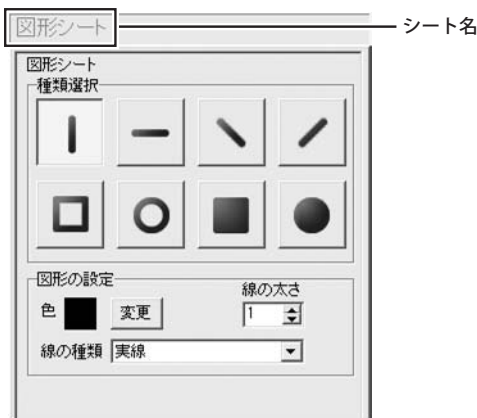 図形シート
シート名
図形シート
種類選択
図形の設定
色
変更
線の太さ
1
線の種類
実線